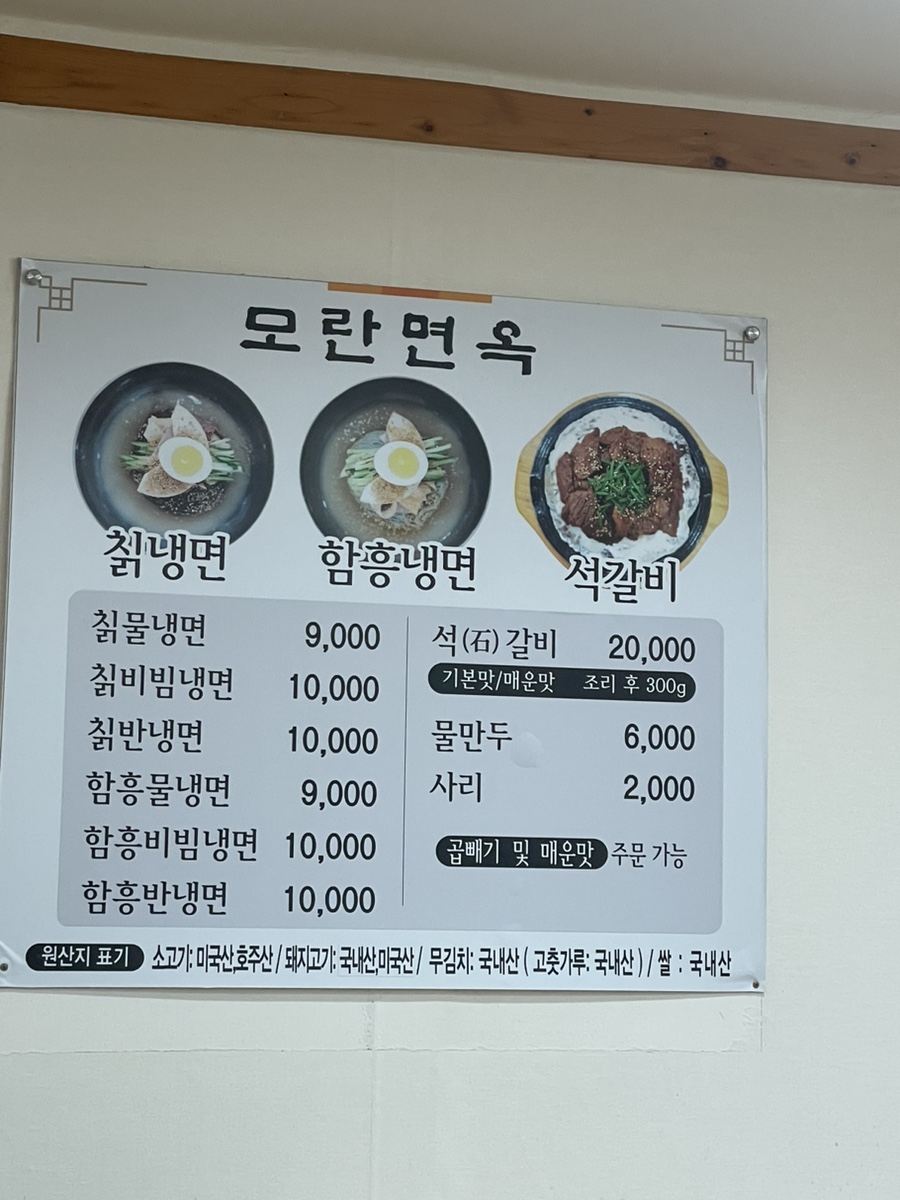 모란면옥
칡냉면
함흥냉면
석갈비
칡물냉면 9,000
칡비빔냉면 10,000
칡반냉면 10,000
함흥물냉면 9,000
함흥비빔냉면 10,000
함흥반냉면 10,000
석(石)갈비 20,000
기본맛/매운맛 조리 후 300g
물만두 6,000
사리 2,000
곱빼기 및 매운맛 주문 가능
원산지 표기 소고기: 미국산,호주산 / 돼지고기: 국내산,미국산 / 무김치: 국내산 ( 고춧가루: 국내산 ) / 쌀 : 국내산